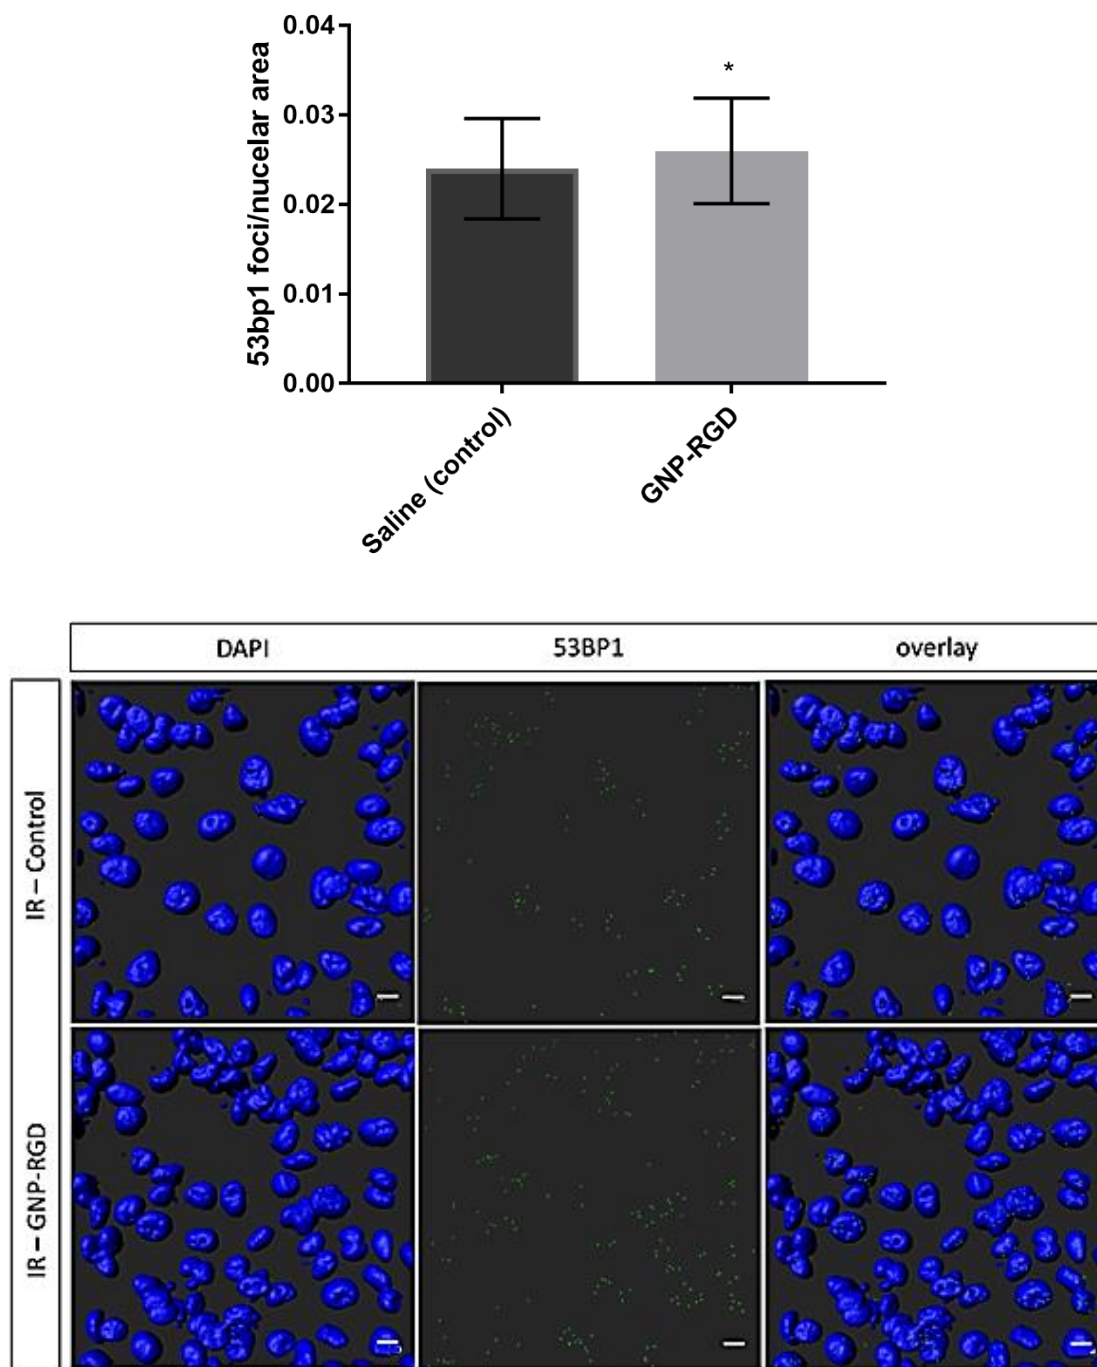 0.04
0.03
0.02
0.01
0.00
53bp1 foci/nucelar area
*
Saline (control)
GNP-RGD
DAPI 53BP1 overlay
IR – Control
IR – GNP-RGD